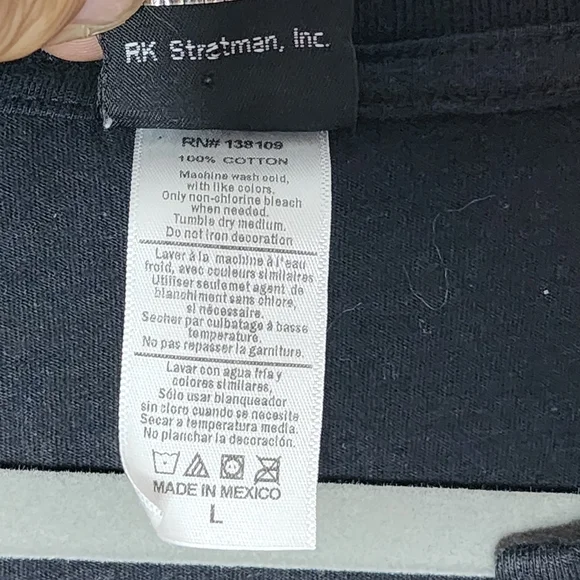 RK Stratman, Inc.
RN# 138109
100% COTTON
Machine wash cold,
with like colors.
Only non-chlorine bleach
when needed.
Tumble dry medium.
Do not iron decoration
Laver à la machine à l'eau
froid, avec couleurs similaires
Utiliser seulemet agent de
blanchiment sans chlore,
si nécessaire.
Secher par culbatage à basse
temperature.
No pas repasser la garniture.
Lavar con agua fria y
colores similares,
Sólo usar blanqueador
sin cloro cuando se necesite
Secar a temperatura media.
No planchar la decoración.
MADE IN MEXICO
L